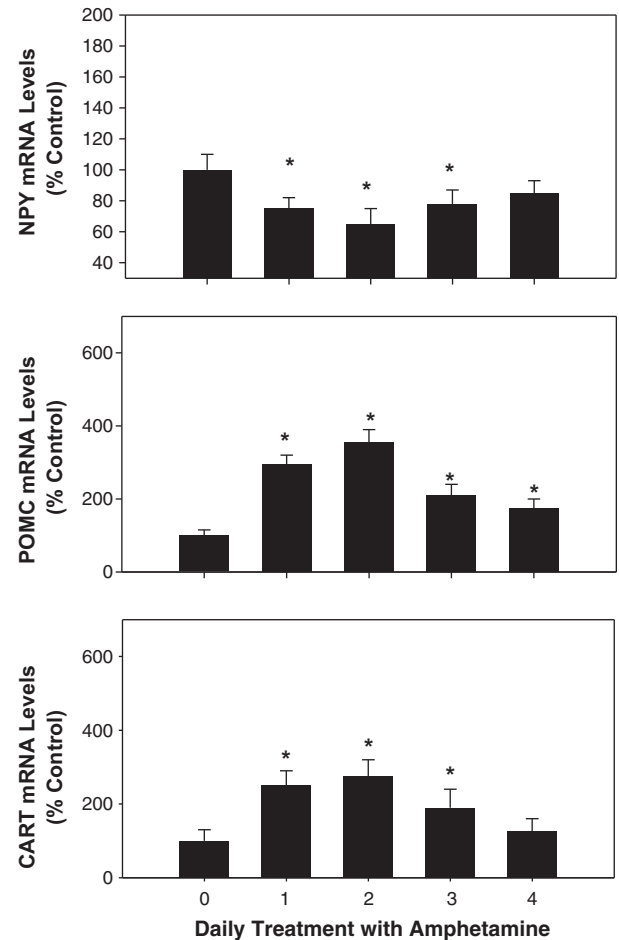 NPY mRNA Levels
(% Control)
200
180
160
140
120
100
80
60
40
* * *
POMC mRNA Levels
(% Control)
600
400
200
0
* * * *
CART mRNA Levels
(% Control)
600
400
200
0
* * *
0 1 2 3 4
Daily Treatment with Amphetamine